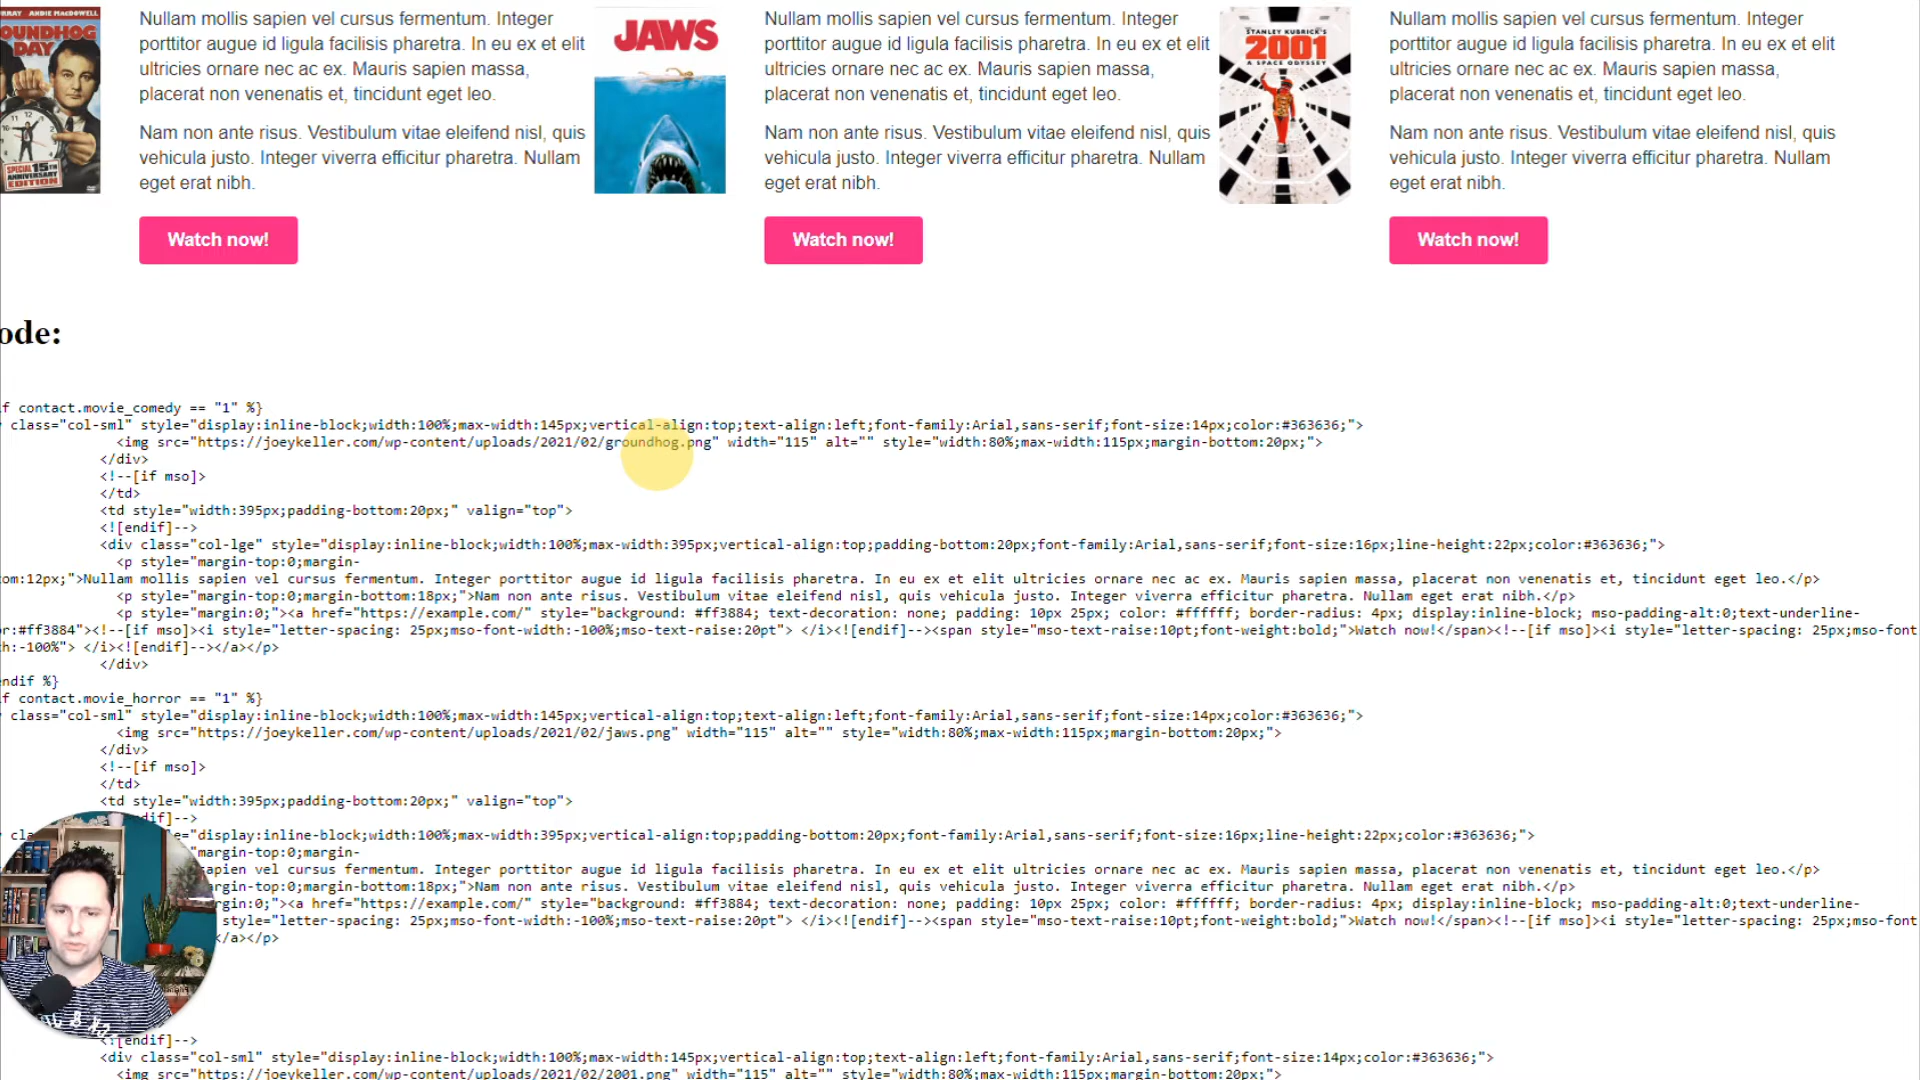 RRAY ANDIE MACDOWELL
OUNDHOG
DAY
SPECIAL 15TH
ANNIVERSARY
EDITION
Nullam mollis sapien vel cursus fermentum. Integer
porttitor augue id ligula facilisis pharetra. In eu ex et elit
ultricies ornare nec ac ex. Mauris sapien massa,
placerat non venenatis et, tincidunt eget leo.
Nam non ante risus. Vestibulum vitae eleifend nisl, quis
vehicula justo. Integer viverra efficitur pharetra. Nullam
eget erat nibh.
Watch now!
JAWS
Nullam mollis sapien vel cursus fermentum. Integer
porttitor augue id ligula facilisis pharetra. In eu ex et elit
ultricies ornare nec ac ex. Mauris sapien massa,
placerat non venenatis et, tincidunt eget leo.
Nam non ante risus. Vestibulum vitae eleifend nisl, quis
vehicula justo. Integer viverra efficitur pharetra. Nullam
eget erat nibh.
Watch now!
STANLEY KUBRICK'S
2001
A SPACE ODYSSEY
Nullam mollis sapien vel cursus fermentum. Integer
porttitor augue id ligula facilisis pharetra. In eu ex et elit
ultricies ornare nec ac ex. Mauris sapien massa,
placerat non venenatis et, tincidunt eget leo.
Nam non ante risus. Vestibulum vitae eleifend nisl, quis
vehicula justo. Integer viverra efficitur pharetra. Nullam
eget erat nibh.
Watch now!
ode:
f contact.movie_comedy == "1" %}
class="col-sml" style="display:inline-block;width:100%;max-width:145px;vertical-align:top;text-align:left;font-family:Arial,sans-serif;font-size:14px;color:#363636;">
<img src="https://joeykeller.com/wp-content/uploads/2021/02/groundhog.png" width="115" alt="" style="width:80%;max-width:115px;margin-bottom:20px;">
</div>
<!--[if mso]>
</td>
<td style="width:395px;padding-bottom:20px;" valign="top">
<![endif]-->
<div class="col-lge" style="display:inline-block;width:100%;max-width:395px;vertical-align:top;padding-bottom:20px;font-family:Arial,sans-serif;font-size:16px;line-height:22px;color:#363636;">
<p style="margin-top:0;margin-
om:12px;">Nullam mollis sapien vel cursus fermentum. Integer porttitor augue id ligula facilisis pharetra. In eu ex et elit ultricies ornare nec ac ex. Mauris sapien massa, placerat non venenatis et, tincidunt eget leo.</p>
<p style="margin-top:0;margin-bottom:18px;">Nam non ante risus. Vestibulum vitae eleifend nisl, quis vehicula justo. Integer viverra efficitur pharetra. Nullam eget erat nibh.</p>
<p style="margin:0;"><a href="https://example.com/" style="background: #ff3884; text-decoration: none; padding: 10px 25px; color: #ffffff; border-radius: 4px; display:inline-block; mso-padding-alt:0;text-underline-
r:#ff3884"><!--[if mso]><i style="letter-spacing: 25px;mso-font-width:-100%;mso-text-raise:20pt"> </i><![endif]--><span style="mso-text-raise:10pt;font-weight:bold;">Watch now!</span><!--[if mso]><i style="letter-spacing: 25px;mso-font
h:-100%"> </i><![endif]--></a></p>
</div>
ndif %}
f contact.movie_horror == "1" %}
class="col-sml" style="display:inline-block;width:100%;max-width:145px;vertical-align:top;text-align:left;font-family:Arial,sans-serif;font-size:14px;color:#363636;">
<img src="https://joeykeller.com/wp-content/uploads/2021/02/jaws.png" width="115" alt="" style="width:80%;max-width:115px;margin-bottom:20px;">
</div>
<!--[if mso]>
</td>
<td style="width:395px;padding-bottom:20px;" valign="top">
dif]-->
cla e="display:inline-block;width:100%;max-width:395px;vertical-align:top;padding-bottom:20px;font-family:Arial,sans-serif;font-size:16px;line-height:22px;color:#363636;">
"margin-top:0;margin-
apien vel cursus fermentum. Integer porttitor augue id ligula facilisis pharetra. In eu ex et elit ultricies ornare nec ac ex. Mauris sapien massa, placerat non venenatis et, tincidunt eget leo.</p>
argin-top:0;margin-bottom:18px;">Nam non ante risus. Vestibulum vitae eleifend nisl, quis vehicula justo. Integer viverra efficitur pharetra. Nullam eget erat nibh.</p>
rgin:0;"><a href="https://example.com/" style="background: #ff3884; text-decoration: none; padding: 10px 25px; color: #ffffff; border-radius: 4px; display:inline-block; mso-padding-alt:0;text-underline-
style="letter-spacing: 25px;mso-font-width:-100%;mso-text-raise:20pt"> </i><![endif]--><span style="mso-text-raise:10pt;font-weight:bold;">Watch now!</span><!--[if mso]><i style="letter-spacing: 25px;mso-font
</a></p>
<![endif]-->
<div class="col-sml" style="display:inline-block;width:100%;max-width:145px;vertical-align:top;text-align:left;font-family:Arial,sans-serif;font-size:14px;color:#363636;">
<img src="https://joeykeller.com/wp-content/uploads/2021/02/2001.png" width="115" alt="" style="width:80%;max-width:115px;margin-bottom:20px;">